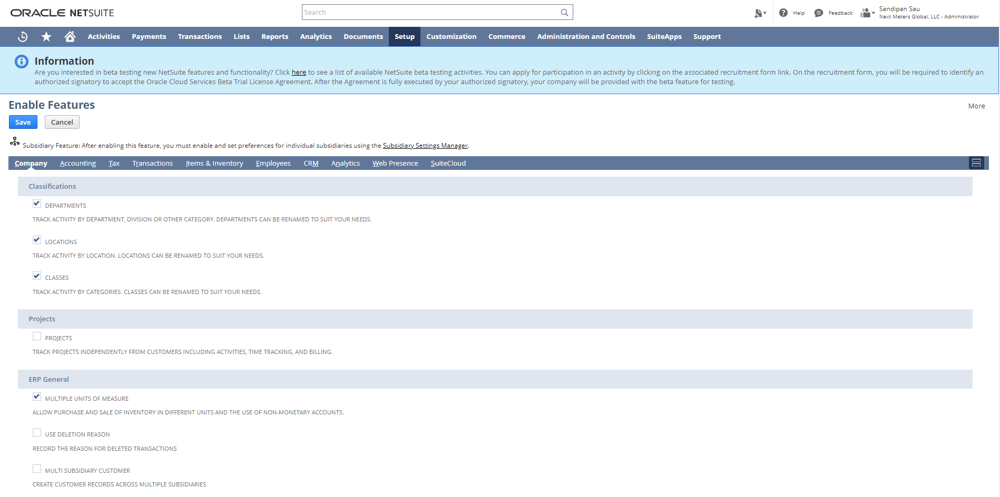 ORACLE NETSUITE
Search
Help
Feedback
Sandipan Sau
Next Meters Global, LLC - Administrator
Activities Payments Transactions Lists Reports Analytics Documents Setup Customization Commerce Administration and Controls SuiteApps Support
Information
Are you interested in beta testing new NetSuite features and functionality? Click here to see a list of available NetSuite beta testing activities. You can apply for participation in an activity by clicking on the associated recruitment form link. On the recruitment form, you will be required to identify an
authorized signatory to accept the Oracle Cloud Services Beta Trial License Agreement. After the Agreement is fully executed by your authorized signatory, your company will be provided with the beta feature for testing.
Enable Features
More
Save Cancel
Subsidiary Feature: After enabling this feature, you must enable and set preferences for individual subsidiaries using the Subsidiary Settings Manager.
Company Accounting Tax Transactions Items & Inventory Employees CRM Analytics Web Presence SuiteCloud
Classifications
DEPARTMENTS
TRACK ACTIVITY BY DEPARTMENT, DIVISION OR OTHER CATEGORY. DEPARTMENTS CAN BE RENAMED TO SUIT YOUR NEEDS.
LOCATIONS
TRACK ACTIVITY BY LOCATION. LOCATIONS CAN BE RENAMED TO SUIT YOUR NEEDS.
CLASSES
TRACK ACTIVITY BY CATEGORIES. CLASSES CAN BE RENAMED TO SUIT YOUR NEEDS.
Projects
PROJECTS
TRACK PROJECTS INDEPENDENTLY FROM CUSTOMERS INCLUDING ACTIVITIES, TIME TRACKING, AND BILLING.
ERP General
MULTIPLE UNITS OF MEASURE
ALLOW PURCHASE AND SALE OF INVENTORY IN DIFFERENT UNITS AND THE USE OF NON-MONETARY ACCOUNTS.
USE DELETION REASON
RECORD THE REASON FOR DELETED TRANSACTIONS
MULTI SUBSIDIARY CUSTOMER
CREATE CUSTOMER RECORDS ACROSS MULTIPLE SUBSIDIARIES